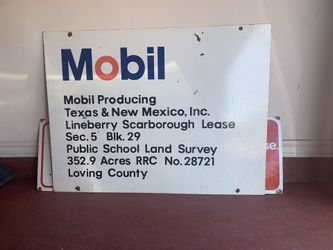 Mobil
Mobil Producing
Texas & New Mexico, Inc.
Lineberry Scarborough Lease
Sec. 5 Blk. 29
Public School Land Survey
352.9 Acres RRC No. 28721
Loving County
se.